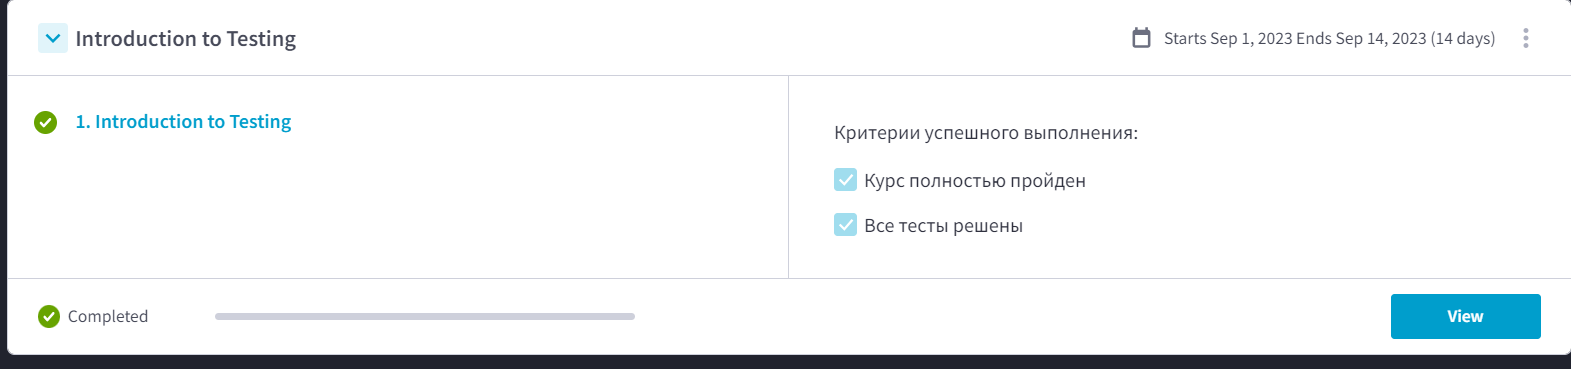 Introduction to Testing
Starts Sep 1, 2023 Ends Sep 14, 2023 (14 days)
1. Introduction to Testing
Критерии успешного выполнения:
Курс полностью пройден
Все тесты решены
Completed
View